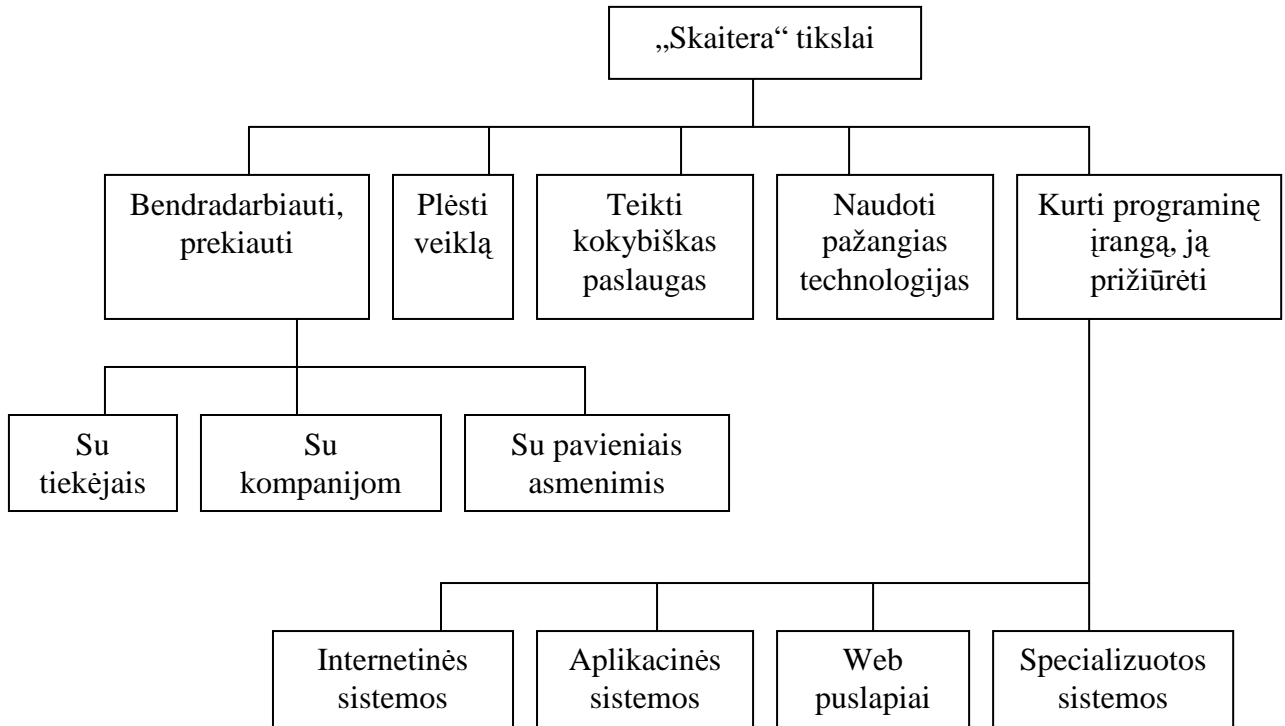 „Skaitera“ tikslai
Bendradarbiauti,
prekiauti
Plėsti
veiklą
Teikti
kokybiškas
paslaugas
Naudoti
pažangias
technologijas
Kurti programinę
įrangą, ją
prižiūrėti
Su
tiekėjais
Su
kompanijom
Su pavieniais
asmenimis
Internetinės
sistemos
Aplikacinės
sistemos
Web
puslapiai
Specializuotos
sistemos